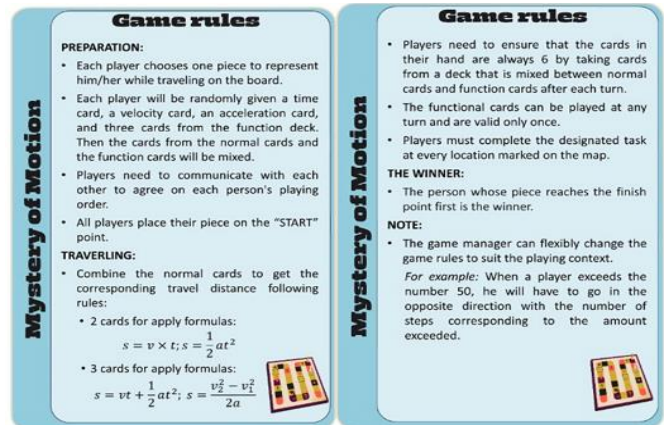 Game rules
Mystery of Motion
PREPARATION:
• Each player chooses one piece to represent
him/her while traveling on the board.
• Each player will be randomly given a time
card, a velocity card, an acceleration card,
and three cards from the function deck.
Then the cards from the normal cards and
the function cards will be mixed.
• Players need to communicate with each
other to agree on each person's playing
order.
• All players place their piece on the "START"
point.
TRAVERLING:
• Combine the normal cards to get the
corresponding travel distance following
rules:
• 2 cards for apply formulas:
s = v × t; s = 1/2 at²
• 3 cards for apply formulas:
s = vt + 1/2 at²; s = (v₂² − v₁²)/2a
Game rules
Mystery of Motion
• Players need to ensure that the cards in
their hand are always 6 by taking cards
from a deck that is mixed between normal
cards and function cards after each turn.
• The functional cards can be played at any
turn and are valid only once.
• Players must complete the designated task
at every location marked on the map.
THE WINNER:
• The person whose piece reaches the finish
point first is the winner.
NOTE:
• The game manager can flexibly change the
game rules to suit the playing context.
For example: When a player exceeds the
number 50, he will have to go in the
opposite direction with the number of
steps corresponding to the amount
exceeded.